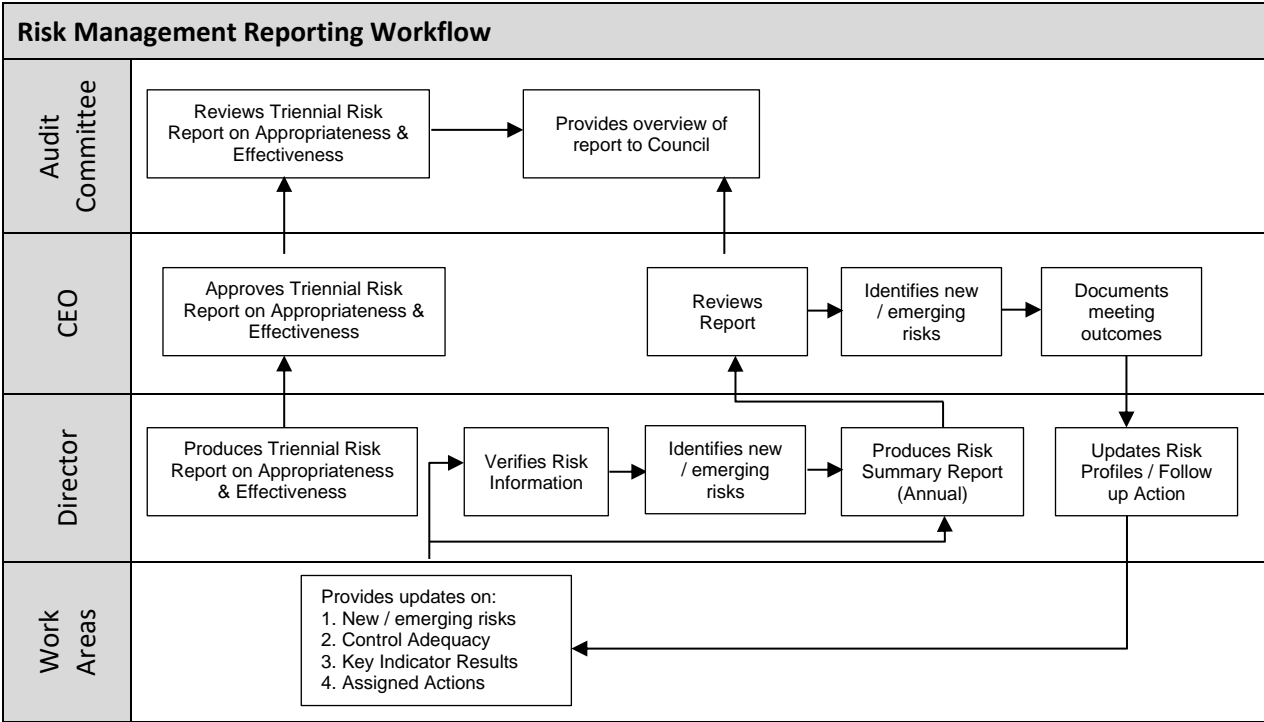 Risk Management Reporting Workflow
Audit
Committee
Reviews Triennial Risk
Report on Appropriateness &
Effectiveness
Provides overview of
report to Council
CEO
Approves Triennial Risk
Report on Appropriateness &
Effectiveness
Reviews
Report
Identifies new
/ emerging
risks
Documents
meeting
outcomes
Director
Produces Triennial Risk
Report on Appropriateness
& Effectiveness
Verifies Risk
Information
Identifies new
/ emerging
risks
Produces Risk
Summary Report
(Annual)
Updates Risk
Profiles / Follow
up Action
Work
Areas
Provides updates on:
1. New / emerging risks
2. Control Adequacy
3. Key Indicator Results
4. Assigned Actions